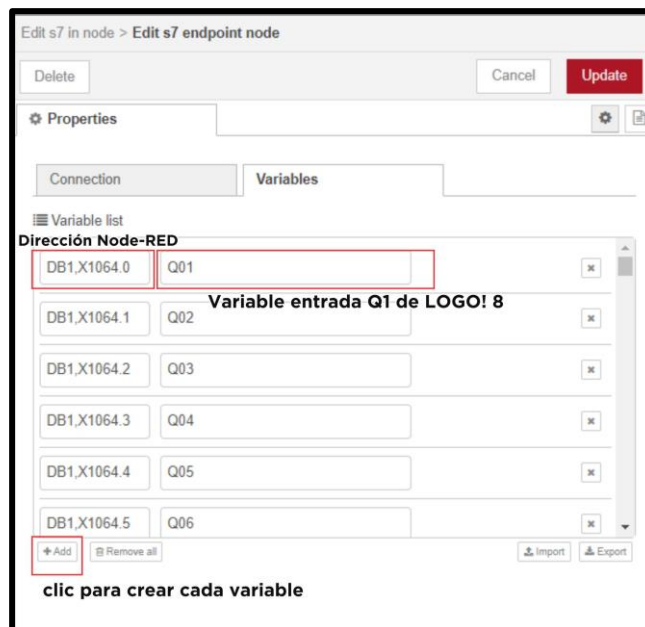 Edit s7 in node > Edit s7 endpoint node
Delete Cancel Update
Properties
Connection Variables
Variable list
Dirección Node-RED
DB1,X1064.0 Q01
Variable entrada Q1 de LOGO! 8
DB1,X1064.1 Q02
DB1,X1064.2 Q03
DB1,X1064.3 Q04
DB1,X1064.4 Q05
DB1,X1064.5 Q06
+Add Remove all Import Export
clic para crear cada variable